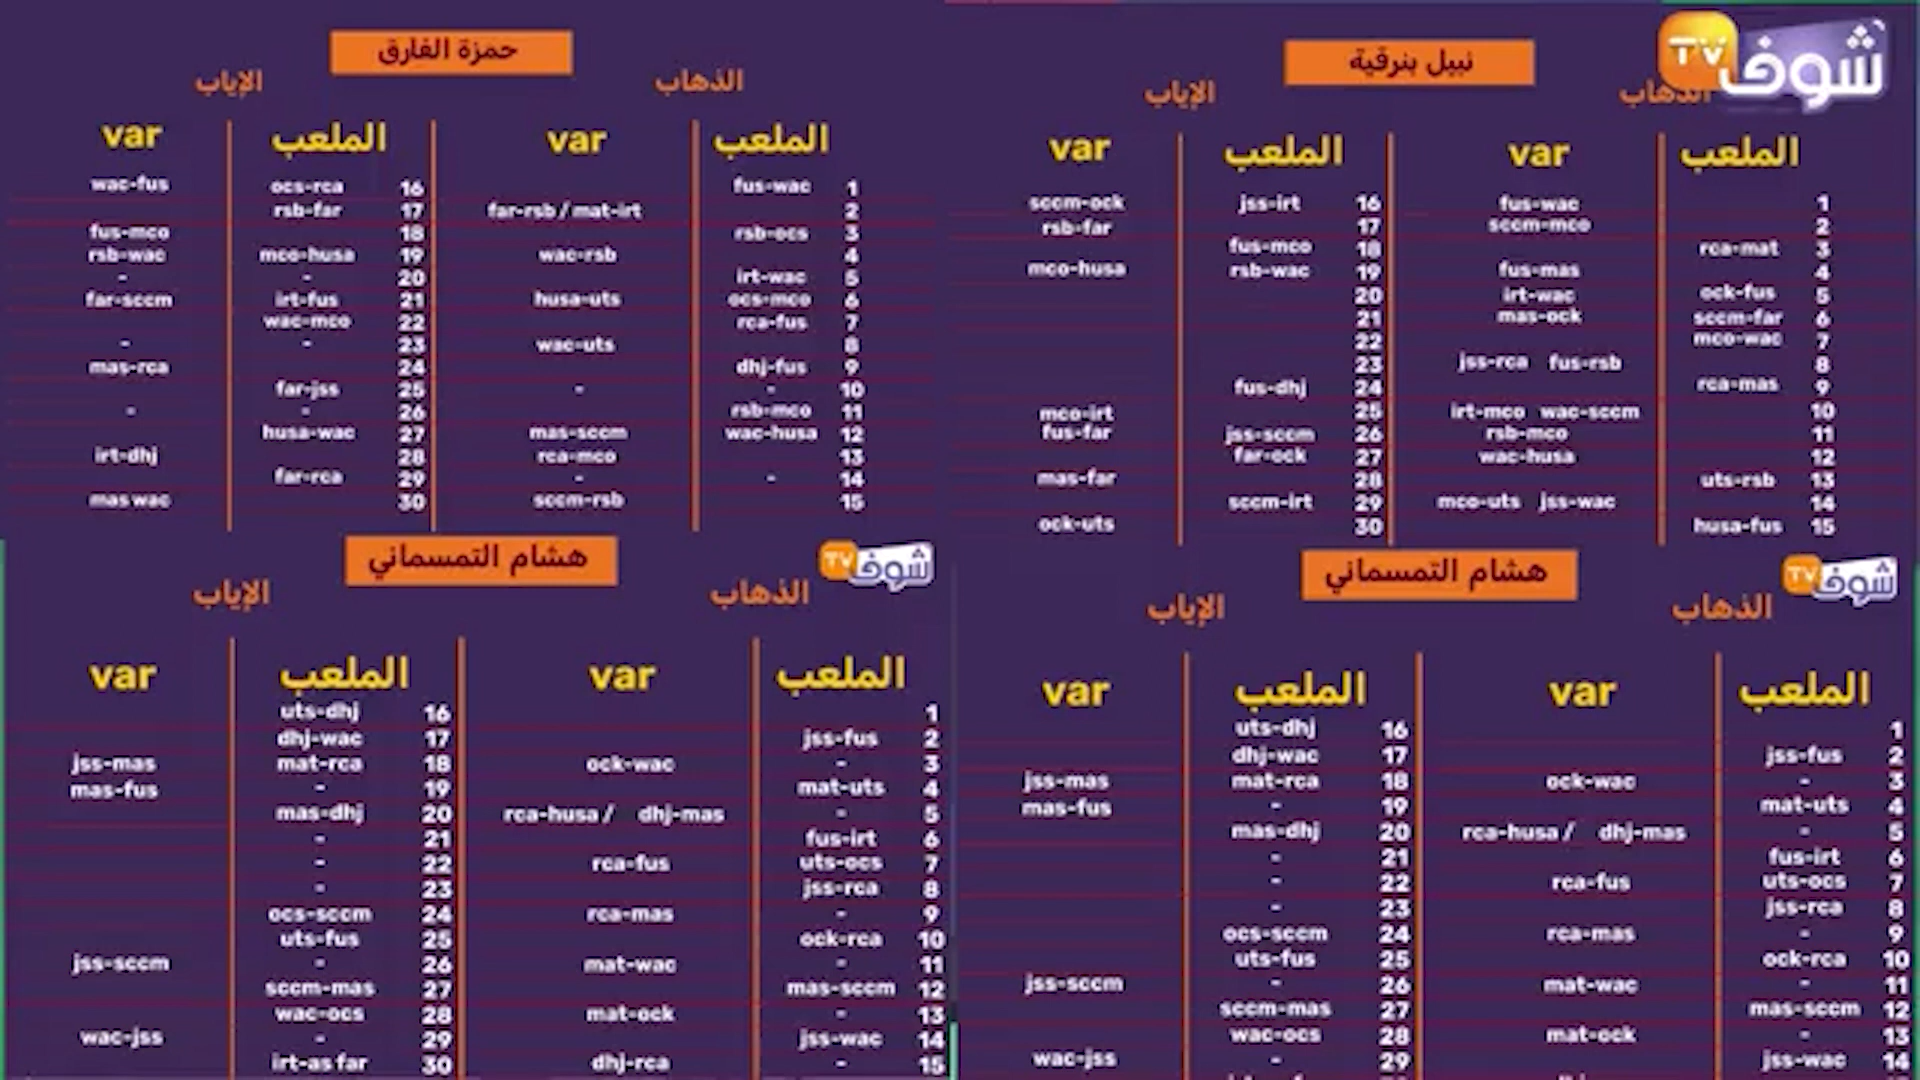 حمزة الفارق
الإياب الذهاب
var الملعب var الملعب
wac-fus ocs-rca 16 fus-wac 1
rsb-far 17 far-rsb / mat-irt 2
fus-mco 18 rsb-ocs 3
rsb-wac mco-husa 19 wac-rsb 4
- - 20 irt-wac 5
far-sccm irt-fus 21 husa-uts ocs-mco 6
wac-mco 22 rca-fus 7
- - 23 wac-uts 8
mas-rca 24 dhj-fus 9
far-jss 25 - - 10
- - 26 rsb-mco 11
husa-wac 27 mas-sccm wac-husa 12
irt-dhj 28 rca-mco 13
far-rca 29 - - 14
mas wac 30 sccm-rsb 15
شوف TV
نبيل بنرقية
الإياب الذهاب
var الملعب var الملعب
sccm-ock jss-irt 16 fus-wac 1
rsb-far 17 sccm-mco 2
fus-mco 18 rca-mat 3
mco-husa rsb-wac 19 fus-mas 4
20 irt-wac ock-fus 5
21 mas-ock sccm-far 6
22 mco-wac 7
23 jss-rca fus-rsb 8
fus-dhj 24 rca-mas 9
mco-irt 25 irt-mco wac-sccm 10
fus-far jss-sccm 26 rsb-mco 11
far-ock 27 wac-husa 12
mas-far 28 uts-rsb 13
sccm-irt 29 mco-uts jss-wac 14
ock-uts 30 husa-fus 15
هشام التمسماني
شوف TV
الإياب الذهاب
var الملعب var الملعب
uts-dhj 16 1
dhj-wac 17 jss-fus 2
jss-mas mat-rca 18 ock-wac - 3
mas-fus - 19 mat-uts 4
mas-dhj 20 rca-husa / dhj-mas - 5
- 21 fus-irt 6
- 22 rca-fus uts-ocs 7
- 23 jss-rca 8
ocs-sccm 24 rca-mas - 9
uts-fus 25 ock-rca 10
jss-sccm - 26 mat-wac - 11
sccm-mas 27 mas-sccm 12
wac-ocs 28 mat-ock - 13
wac-jss - 29 jss-wac 14
irt-as far 30 dhj-rca - 15
هشام التمسماني
شوف TV
الإياب الذهاب
var الملعب var الملعب
uts-dhj 16 1
dhj-wac 17 jss-fus 2
jss-mas mat-rca 18 ock-wac - 3
mas-fus - 19 mat-uts 4
mas-dhj 20 rca-husa / dhj-mas - 5
- 21 fus-irt 6
- 22 rca-fus uts-ocs 7
- 23 jss-rca 8
ocs-sccm 24 rca-mas - 9
uts-fus 25 ock-rca 10
jss-sccm - 26 mat-wac - 11
sccm-mas 27 mas-sccm 12
wac-ocs 28 mat-ock - 13
wac-jss - 29 jss-wac 14